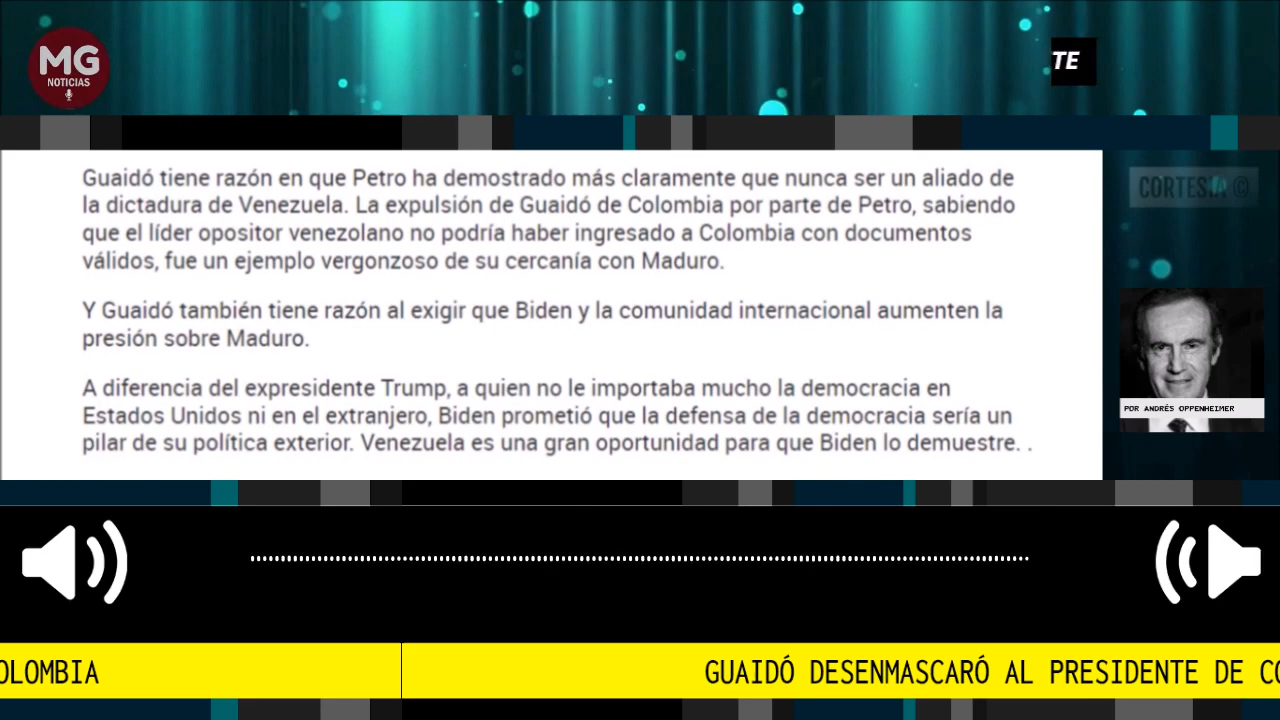 MG
NOTICIAS
TE
Guaidó tiene razón en que Petro ha demostrado más claramente que nunca ser un aliado de
la dictadura de Venezuela. La expulsión de Guaidó de Colombia por parte de Petro, sabiendo
que el líder opositor venezolano no podría haber ingresado a Colombia con documentos
válidos, fue un ejemplo vergonzoso de su cercanía con Maduro.
Y Guaidó también tiene razón al exigir que Biden y la comunidad internacional aumenten la
presión sobre Maduro.
A diferencia del expresidente Trump, a quien no le importaba mucho la democracia en
Estados Unidos ni en el extranjero, Biden prometió que la defensa de la democracia sería un
pilar de su política exterior. Venezuela es una gran oportunidad para que Biden lo demuestre. .
CORTESIA ©
POR ANDRÉS OPPENHEIMER
OLOMBIA
GUAIDÓ DESENMASCARÓ AL PRESIDENTE DE CO